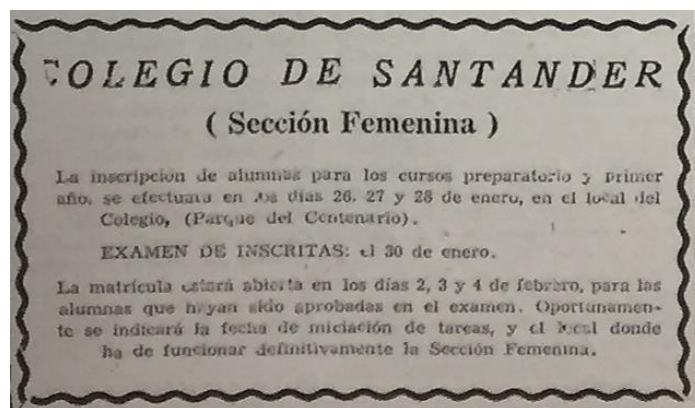 COLEGIO DE SANTANDER
( Sección Femenina )
La inscripción de alumnas para los cursos preparatorio y primer
año, se efectuará en los días 26, 27 y 28 de enero, en el local del
Colegio, (Parque del Centenario).
EXAMEN DE INSCRITAS: el 30 de enero.
La matrícula estará abierta en los días 2, 3 y 4 de febrero, para las
alumnas que hayan sido aprobadas en el examen. Oportunamen-
te se indicará la fecha de iniciación de tareas, y el local donde
ha de funcionar definitivamente la Sección Femenina.